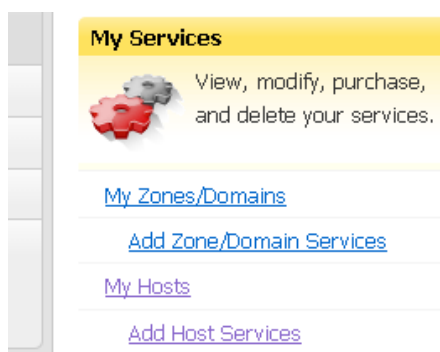 My Services
View, modify, purchase,
and delete your services.
My Zones/Domains
Add Zone/Domain Services
My Hosts
Add Host Services